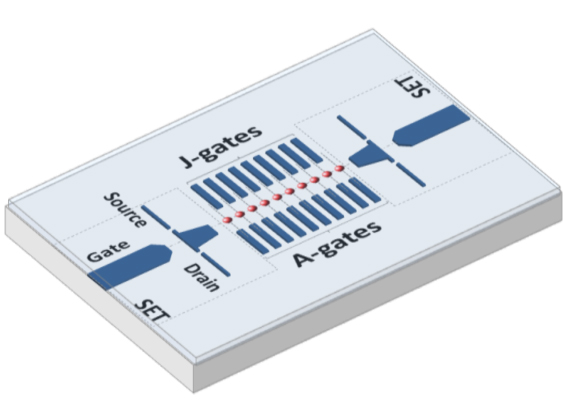 SET
J-gates
Source
Gate
Drain
A-gates
SET